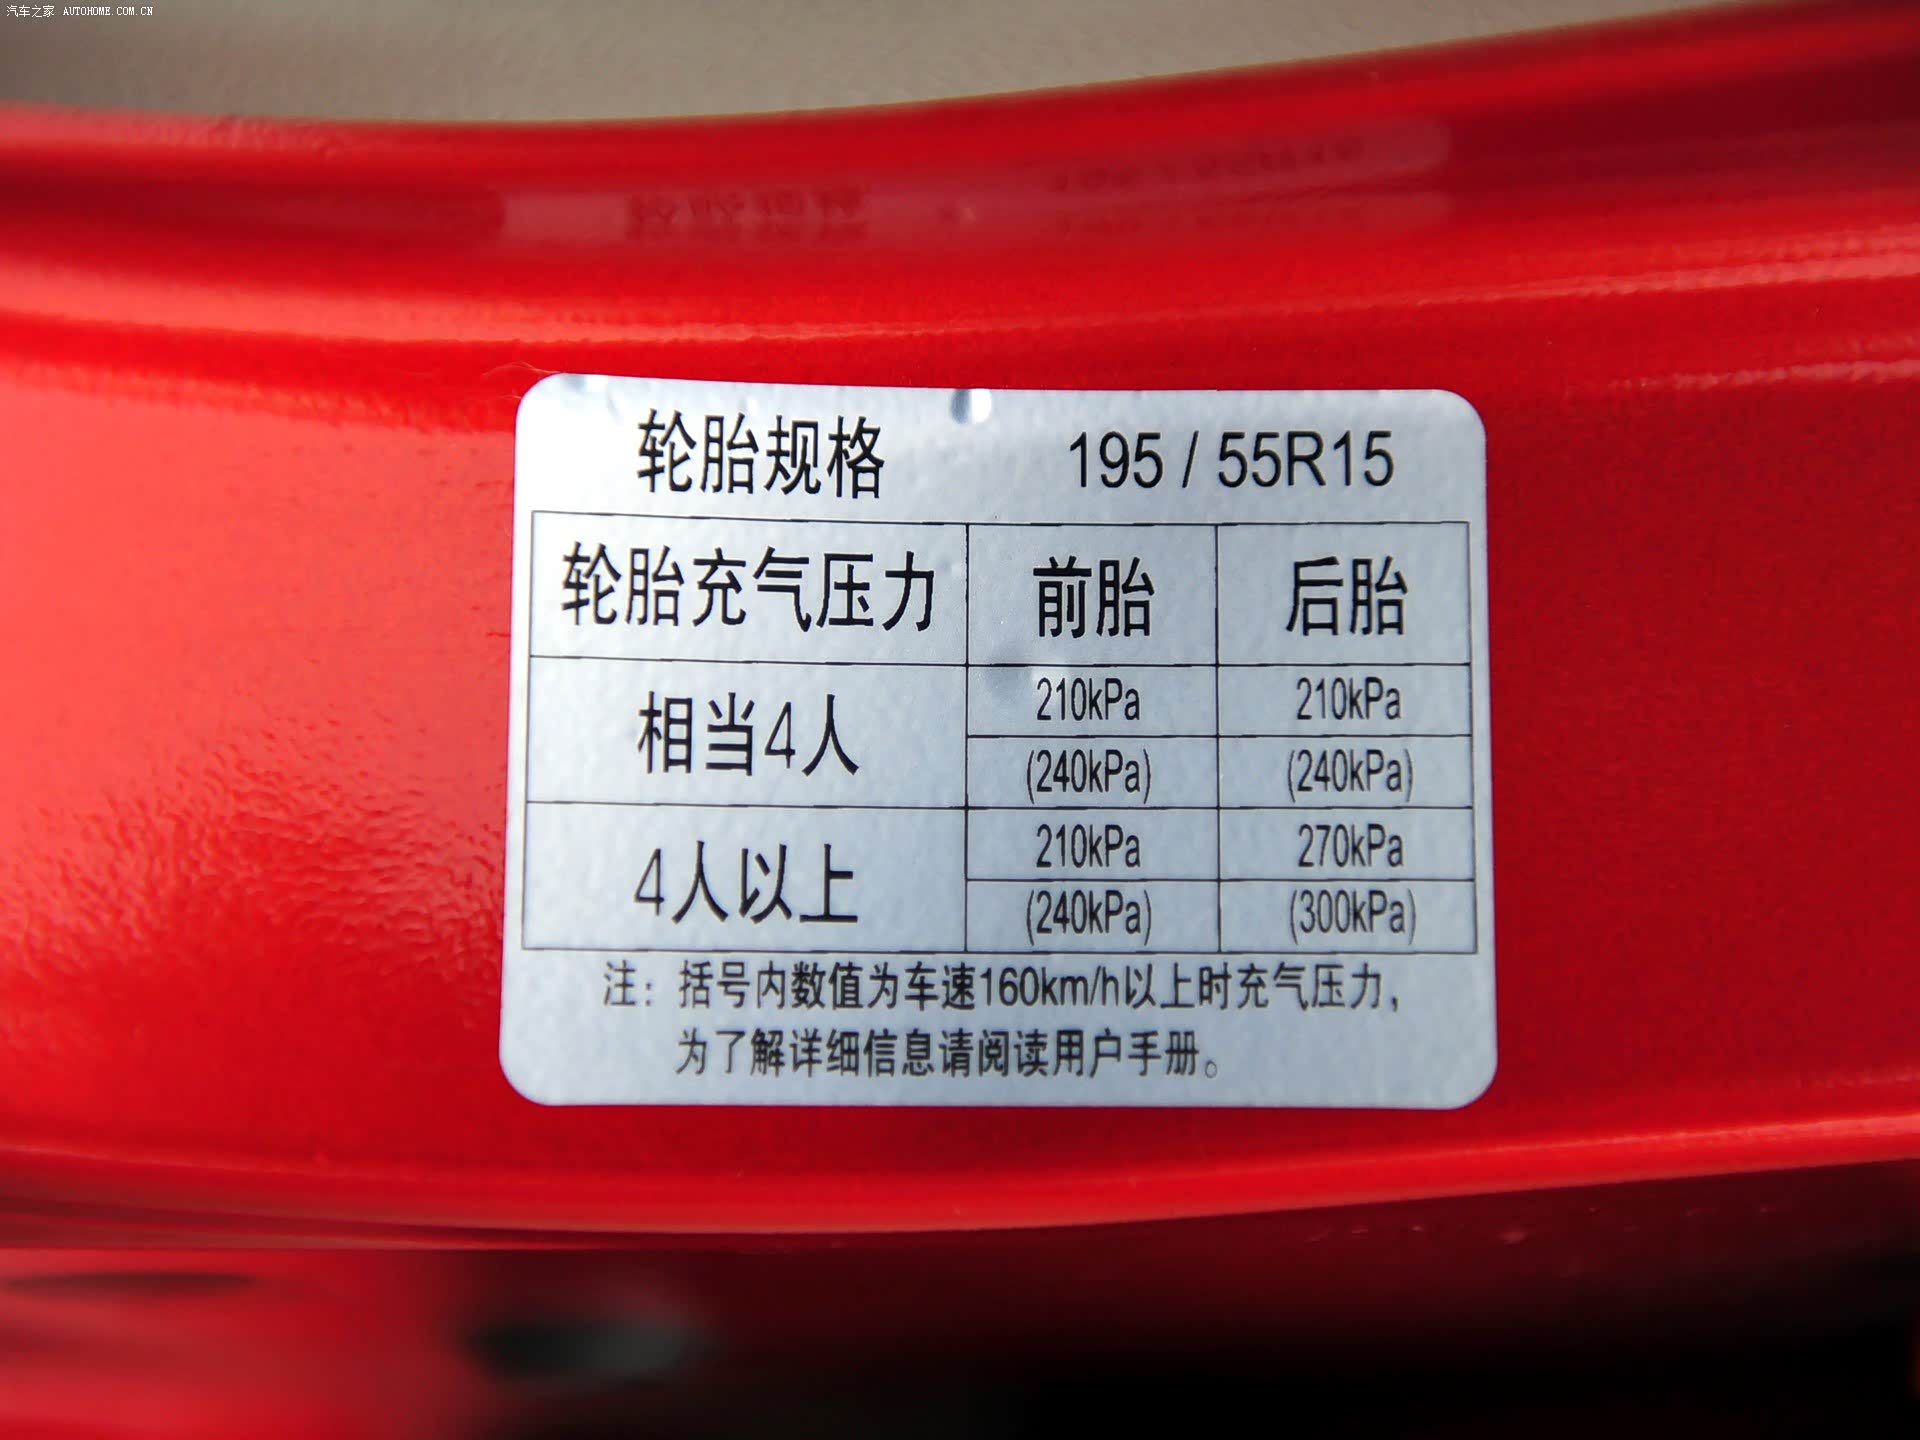 汽车之家 AUTOHOME.COM.CN
轮胎规格 195 / 55R15
轮胎充气压力 前胎 后胎
相当4人 210kPa 210kPa
(240kPa) (240kPa)
4人以上 210kPa 270kPa
(240kPa) (300kPa)
注：括号内数值为车速160km/h以上时充气压力，
为了解详细信息请阅读用户手册。